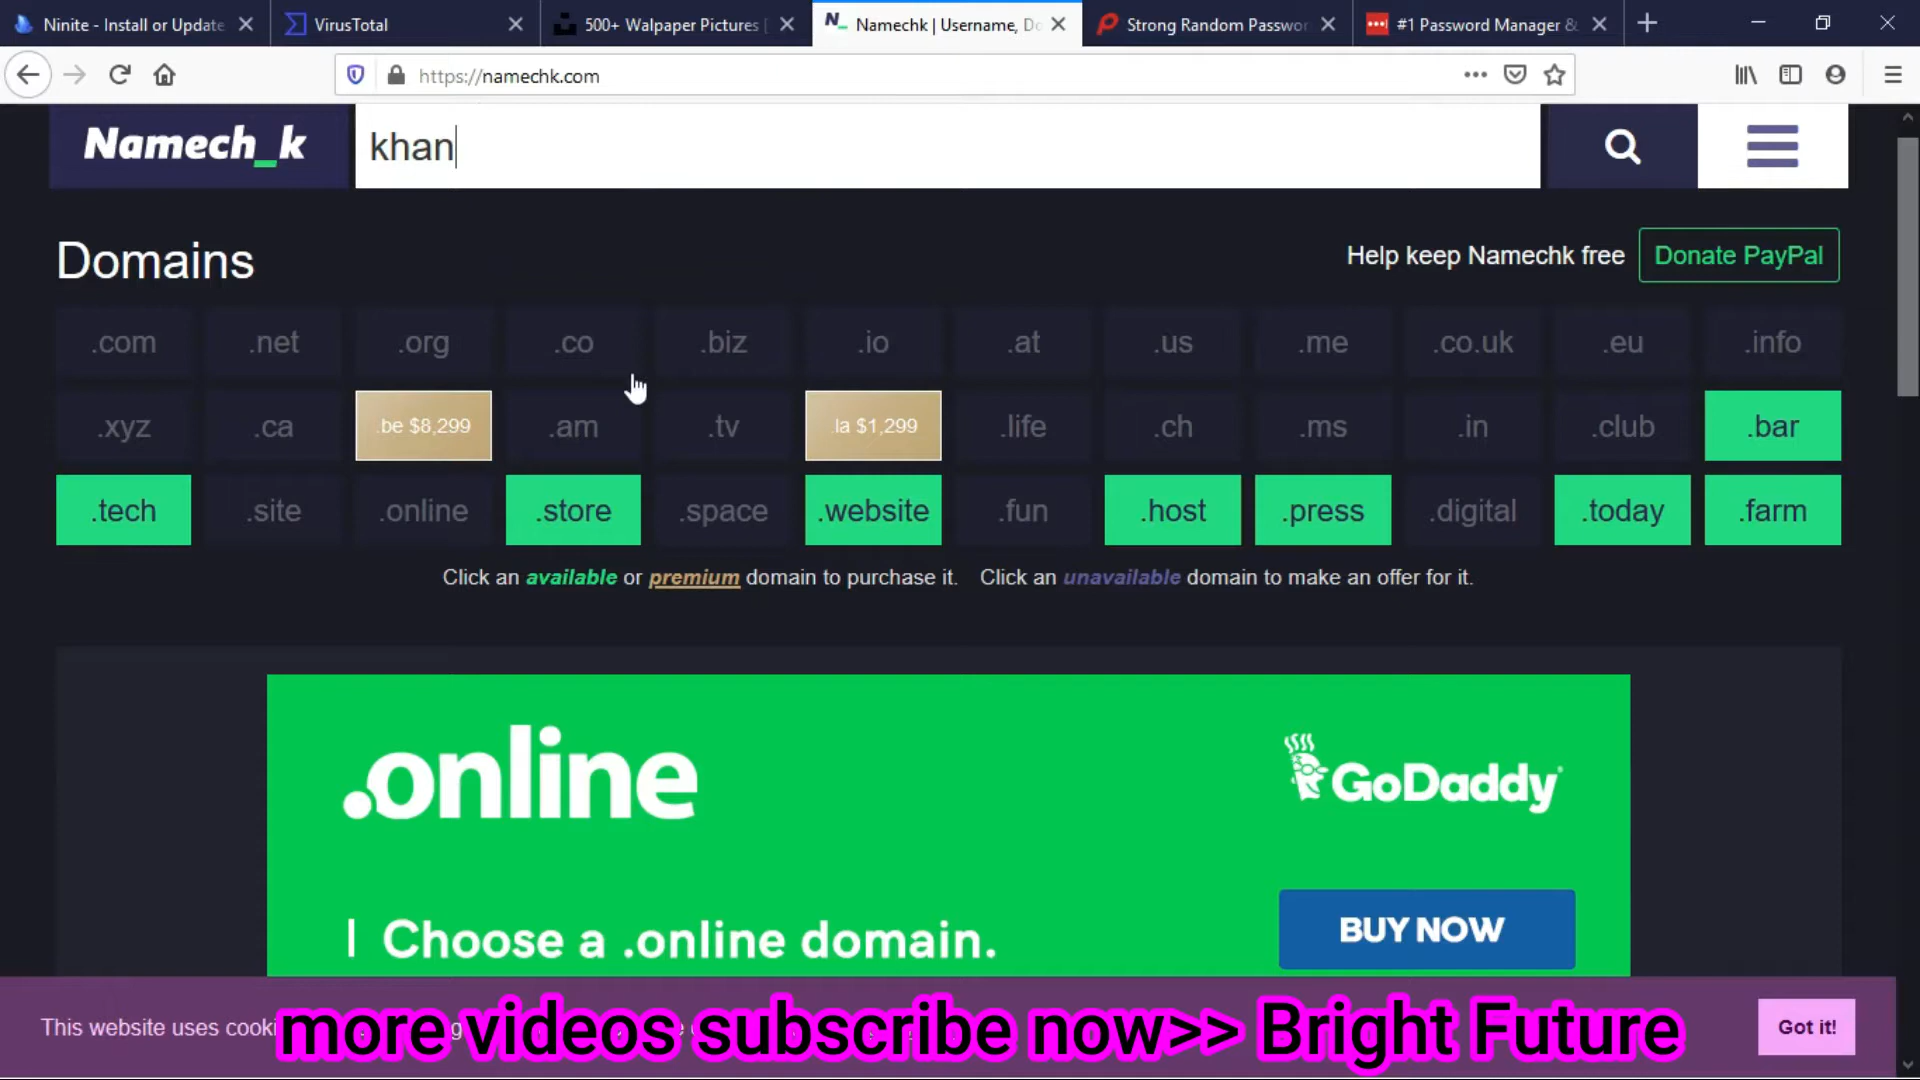 Ninite - Install or Update
VirusTotal
500+ Walpaper Pictures [
Namechk | Username, Do
Strong Random Passwor
#1 Password Manager &
https://namechk.com
Namech_k
khan
Domains
Help keep Namechk free
Donate PayPal
.com .net .org .co .biz .io .at .us .me .co.uk .eu .info
.xyz .ca .be $8,299 .am .tv .la $1,299 .life .ch .ms .in .club .bar
.tech .site .online .store .space .website .fun .host .press .digital .today .farm
Click an available or premium domain to purchase it. Click an unavailable domain to make an offer for it.
.online
GoDaddy
Choose a .online domain.
BUY NOW
This website uses
more videos subscribe now>> Bright Future
Got it!